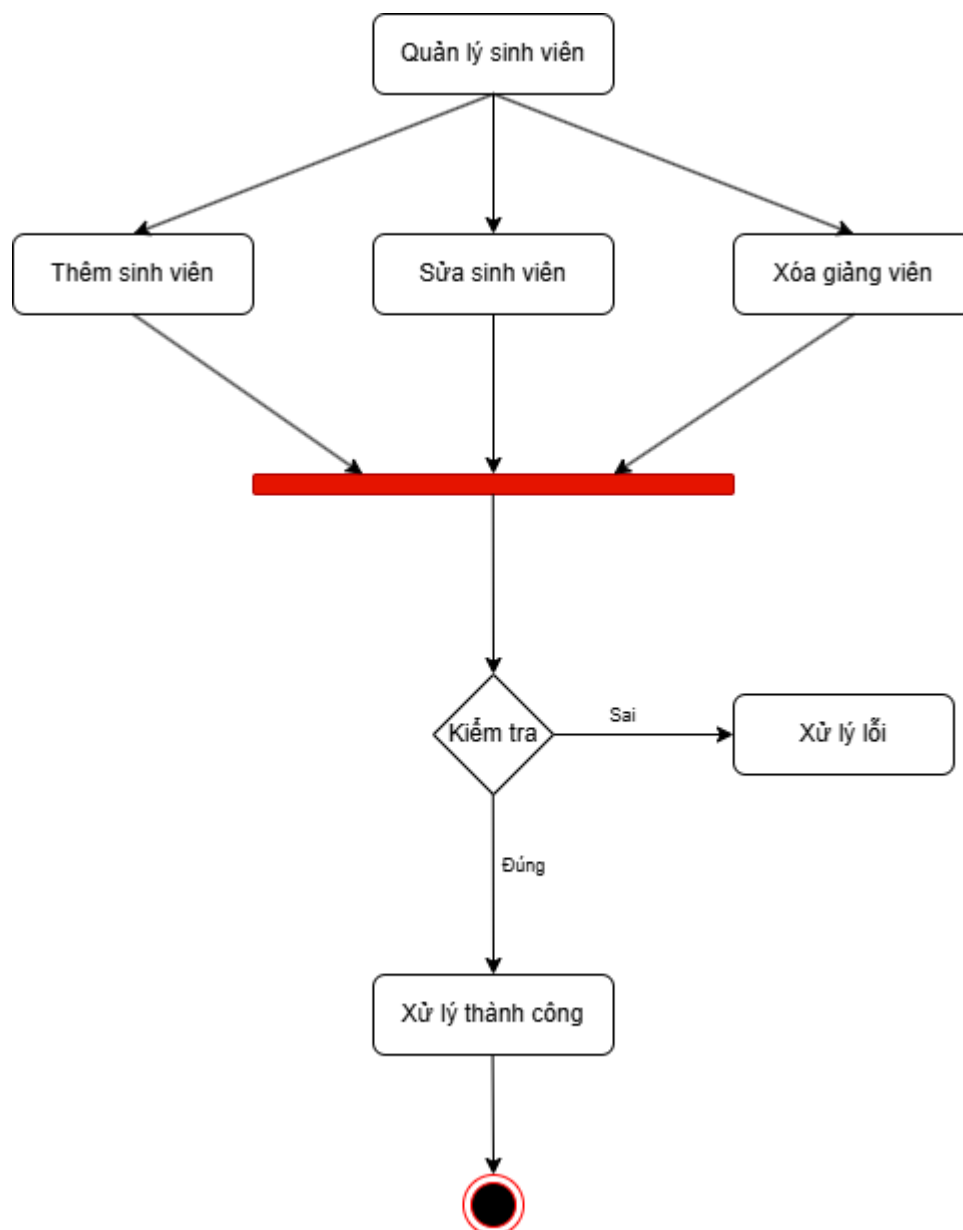 Quản lý sinh viên
Thêm sinh viên
Sửa sinh viên
Xóa giảng viên
Kiểm tra
Sai
Xử lý lỗi
Đúng
Xử lý thành công